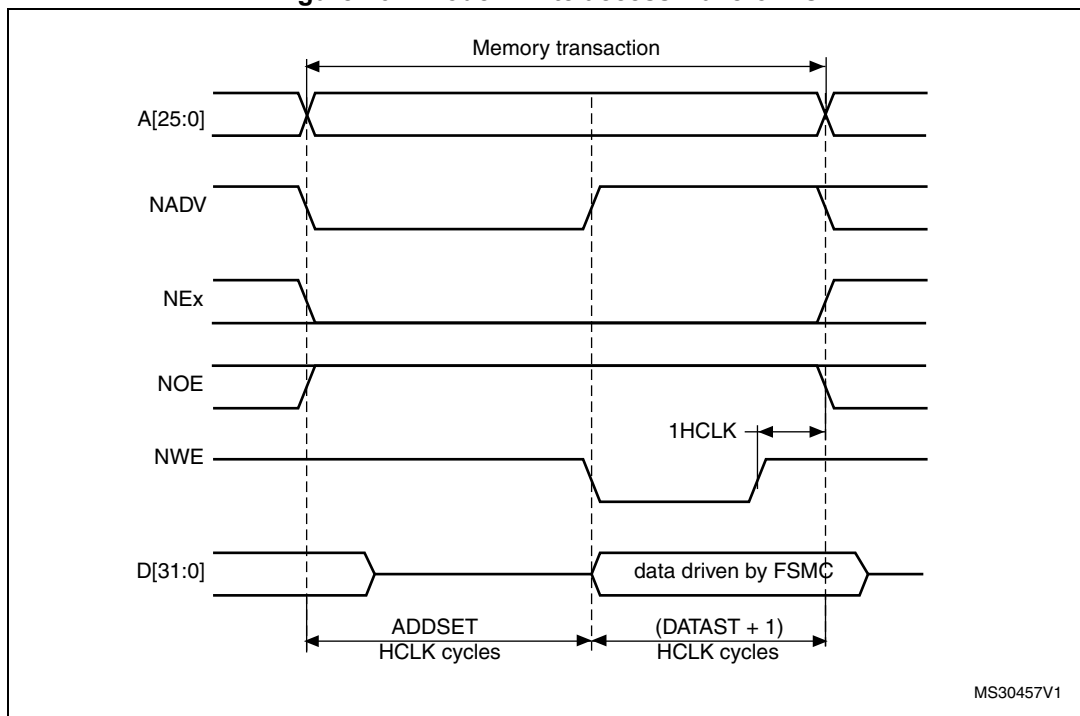 Memory transaction
A[25:0]
NADV
NEx
NOE
1HCLK
NWE
D[31:0]
data driven by FSMC
ADDSET
HCLK cycles
(DATAST + 1)
HCLK cycles
MS30457V1